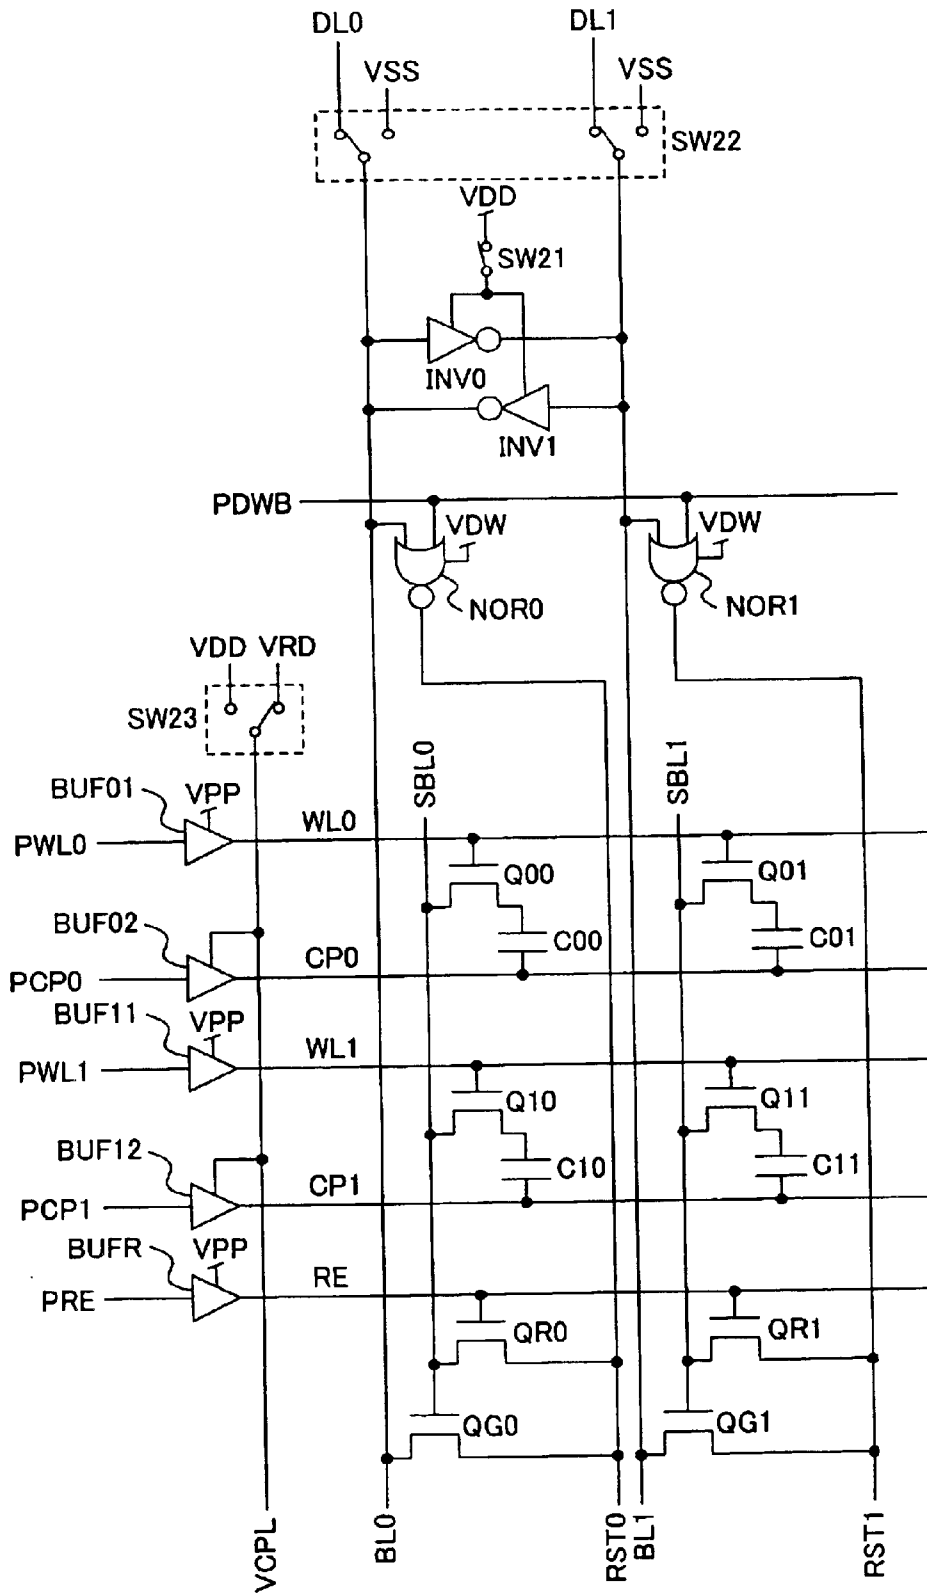 DL0 DL1
VSS VSS
SW22
VDD
SW21
INV0
INV1
PDWB
VDW VDW
NOR0 NOR1
VDD VRD
SW23
SBL0 SBL1
BUF01
VPP
PWL0 WL0
Q00 Q01
BUF02
C00 C01
PCP0 CP0
BUF11
VPP
PWL1 WL1
Q10 Q11
BUF12
C10 C11
PCP1 CP1
BUFR
VPP
PRE RE
QR0 QR1
QG0 QG1
VCPL BL0 RST0 BL1 RST1